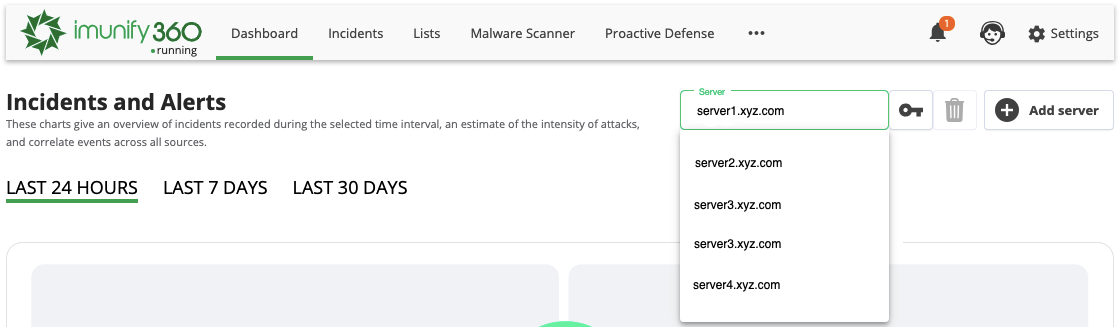 imunify360
running
Dashboard
Incidents
Lists
Malware Scanner
Proactive Defense
1
Settings
Incidents and Alerts
These charts give an overview of incidents recorded during the selected time interval, an estimate of the intensity of attacks,
and correlate events across all sources.
Server
server1.xyz.com
Add server
server2.xyz.com
server3.xyz.com
server3.xyz.com
server4.xyz.com
LAST 24 HOURS
LAST 7 DAYS
LAST 30 DAYS